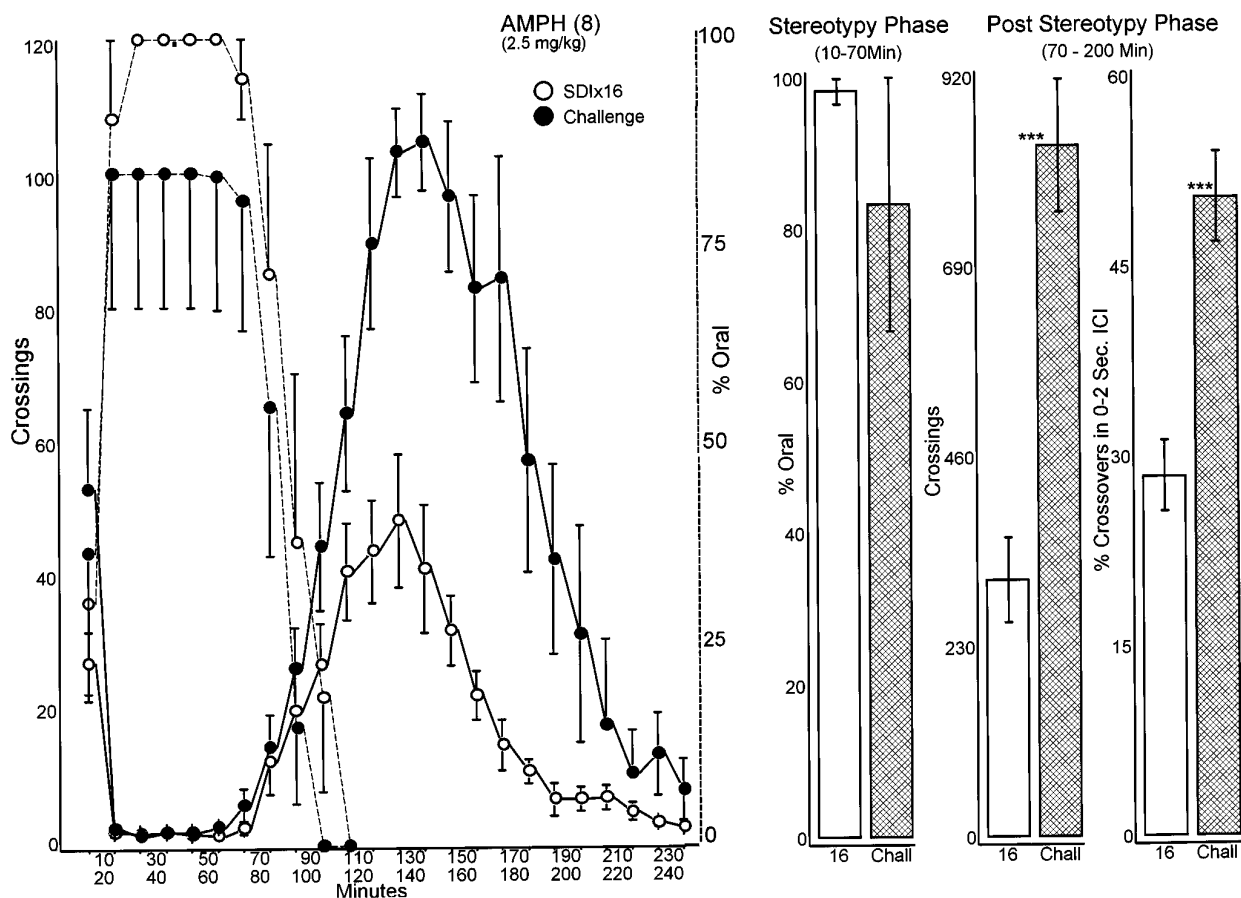 AMPH (8)
(2.5 mg/kg)
SDIx16
Challenge
Crossings
120
100
80
60
40
20
0
% Oral
100
75
50
25
0
10 30 50 70 90 110 130 150 170 190 210 230
20 40 60 80 100 120 140 160 180 200 220 240
Minutes
Stereotypy Phase
(10-70Min)
% Oral
100
80
60
40
20
0
16 Chall
Post Stereotypy Phase
(70 - 200 Min)
Crossings
920
690
460
230
0
***
16 Chall
% Crossovers in 0-2 Sec. ICI
60
45
30
15
0
***
16 Chall